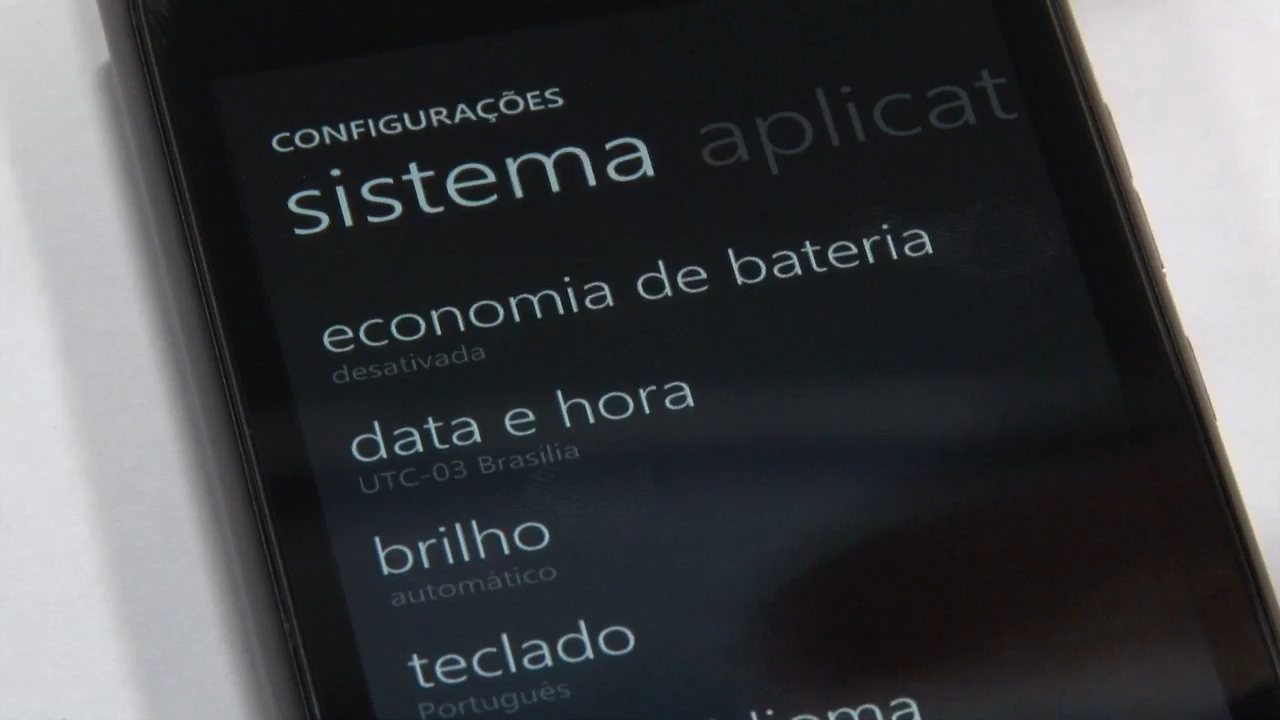 CONFIGURAÇÕES
sistema aplicat
economia de bateria
desativada
data e hora
UTC-03 Brasília
brilho
automático
teclado
Português